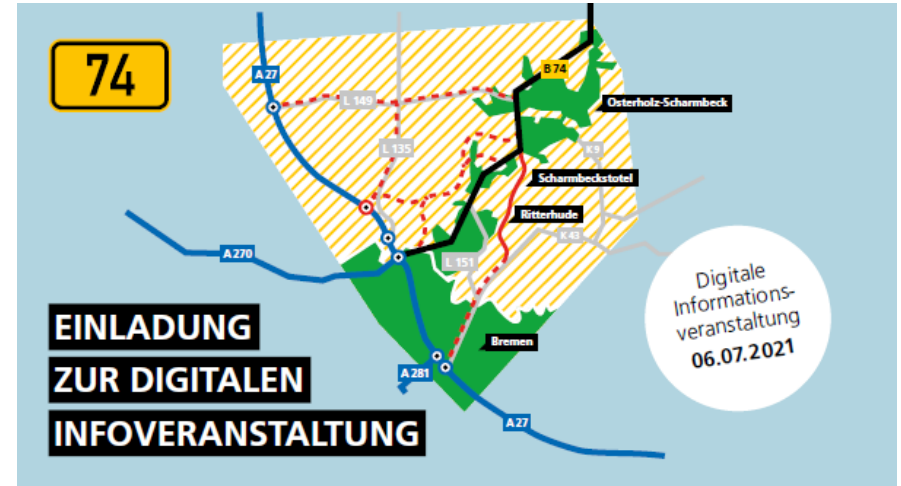 74
A 27
B 74
L 149
Osterholz-Scharmbeck
L 135
K 9
Scharmbeckstotel
Ritterhude
K 43
A 270
L 151
Digitale
Informations-
veranstaltung
06.07.2021
EINLADUNG
ZUR DIGITALEN
INFOVERANSTALTUNG
Bremen
A 281
A 27